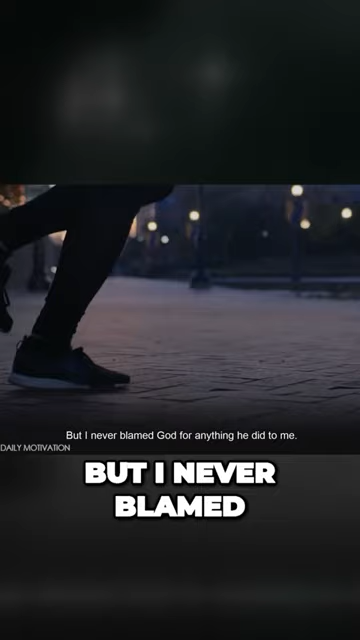 But I never blamed God for anything he did to me.
DAILY MOTIVATION
BUT I NEVER
BLAMED